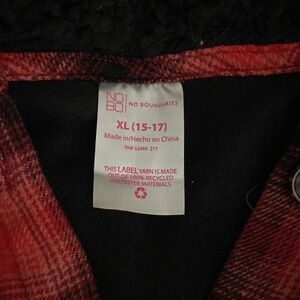 NO
BO
NO BOUNDARIES
XL (15-17)
Made in/Hecho en China
RN# 52469 21T
THIS LABEL YARN IS MADE
OUT OF 100% RECYCLED
POLYESTER MATERIALS